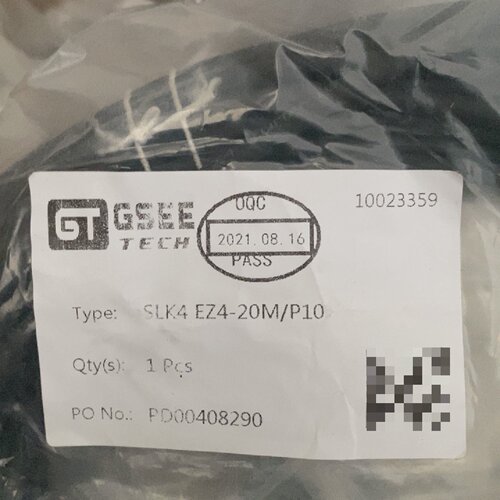 GT GSEE TECH
OQC
2021.08.16
PASS
10023359
Type: SLK4 EZ4-20M/P10
Qty(s): 1 Pcs
PO No.: PD00408290